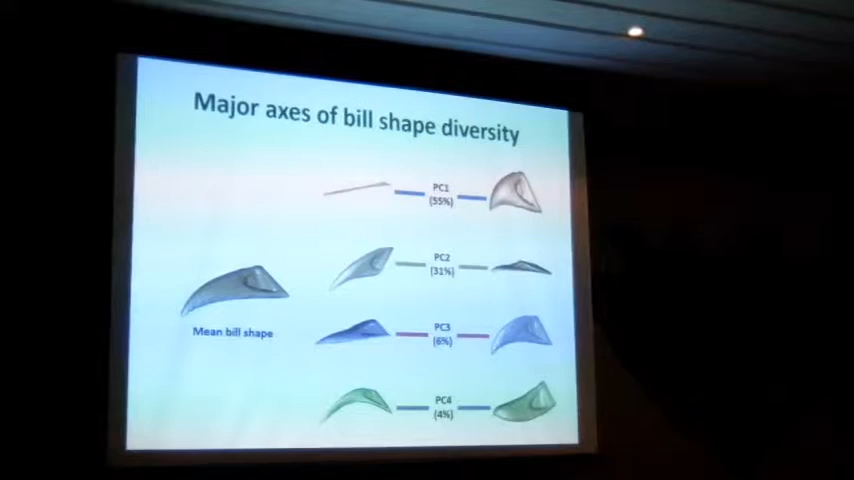 Major axes of bill shape diversity
PC1
(55%)
PC2
(31%)
Mean bill shape
PC3
(6%)
PC4
(4%)